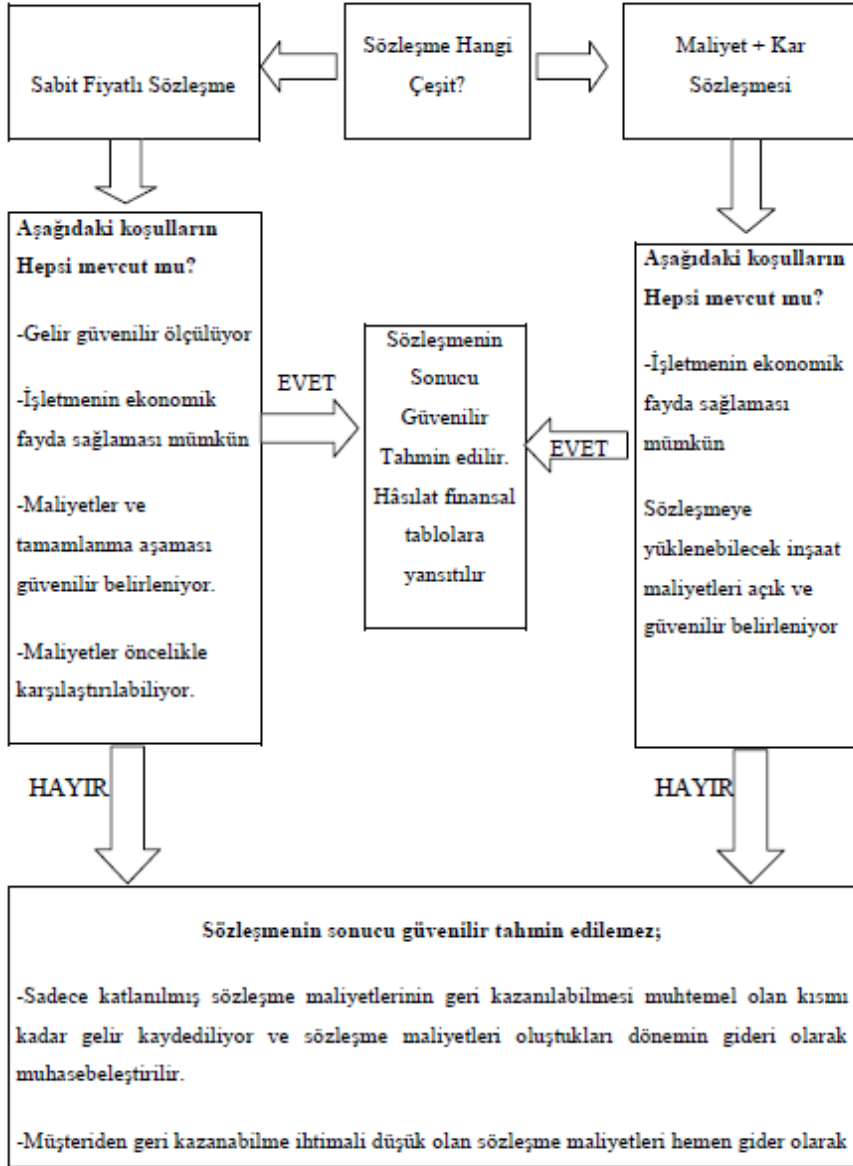 Sözleşme Hangi
Çeşit?
Sabit Fiyatlı Sözleşme
Maliyet + Kar
Sözleşmesi
Aşağıdaki koşulların
Hepsi mevcut mu?
-Gelir güvenilir ölçülüyor
-İşletmenin ekonomik
fayda sağlaması mümkün
-Maliyetler ve
tamamlanma aşaması
güvenilir belirleniyor.
-Maliyetler öncelikle
karşılaştırılabiliyor.
EVET
Sözleşmenin
Sonucu
Güvenilir
Tahmin edilir.
Hâsılat finansal
tablolara
yansıtılır
EVET
Aşağıdaki koşulların
Hepsi mevcut mu?
-İşletmenin ekonomik
fayda sağlaması
mümkün
Sözleşmeye
yüklenebilecek inşaat
maliyetleri açık ve
güvenilir belirleniyor
HAYIR
HAYIR
Sözleşmenin sonucu güvenilir tahmin edilemez;
-Sadece katlanılmış sözleşme maliyetlerinin geri kazanılabilmesi muhtemel olan kısmı
kadar gelir kaydediliyor ve sözleşme maliyetleri oluştukları dönemin gideri olarak
muhasebeleştirilir.
-Müşteriden geri kazanabilme ihtimali düşük olan sözleşme maliyetleri hemen gider olarak